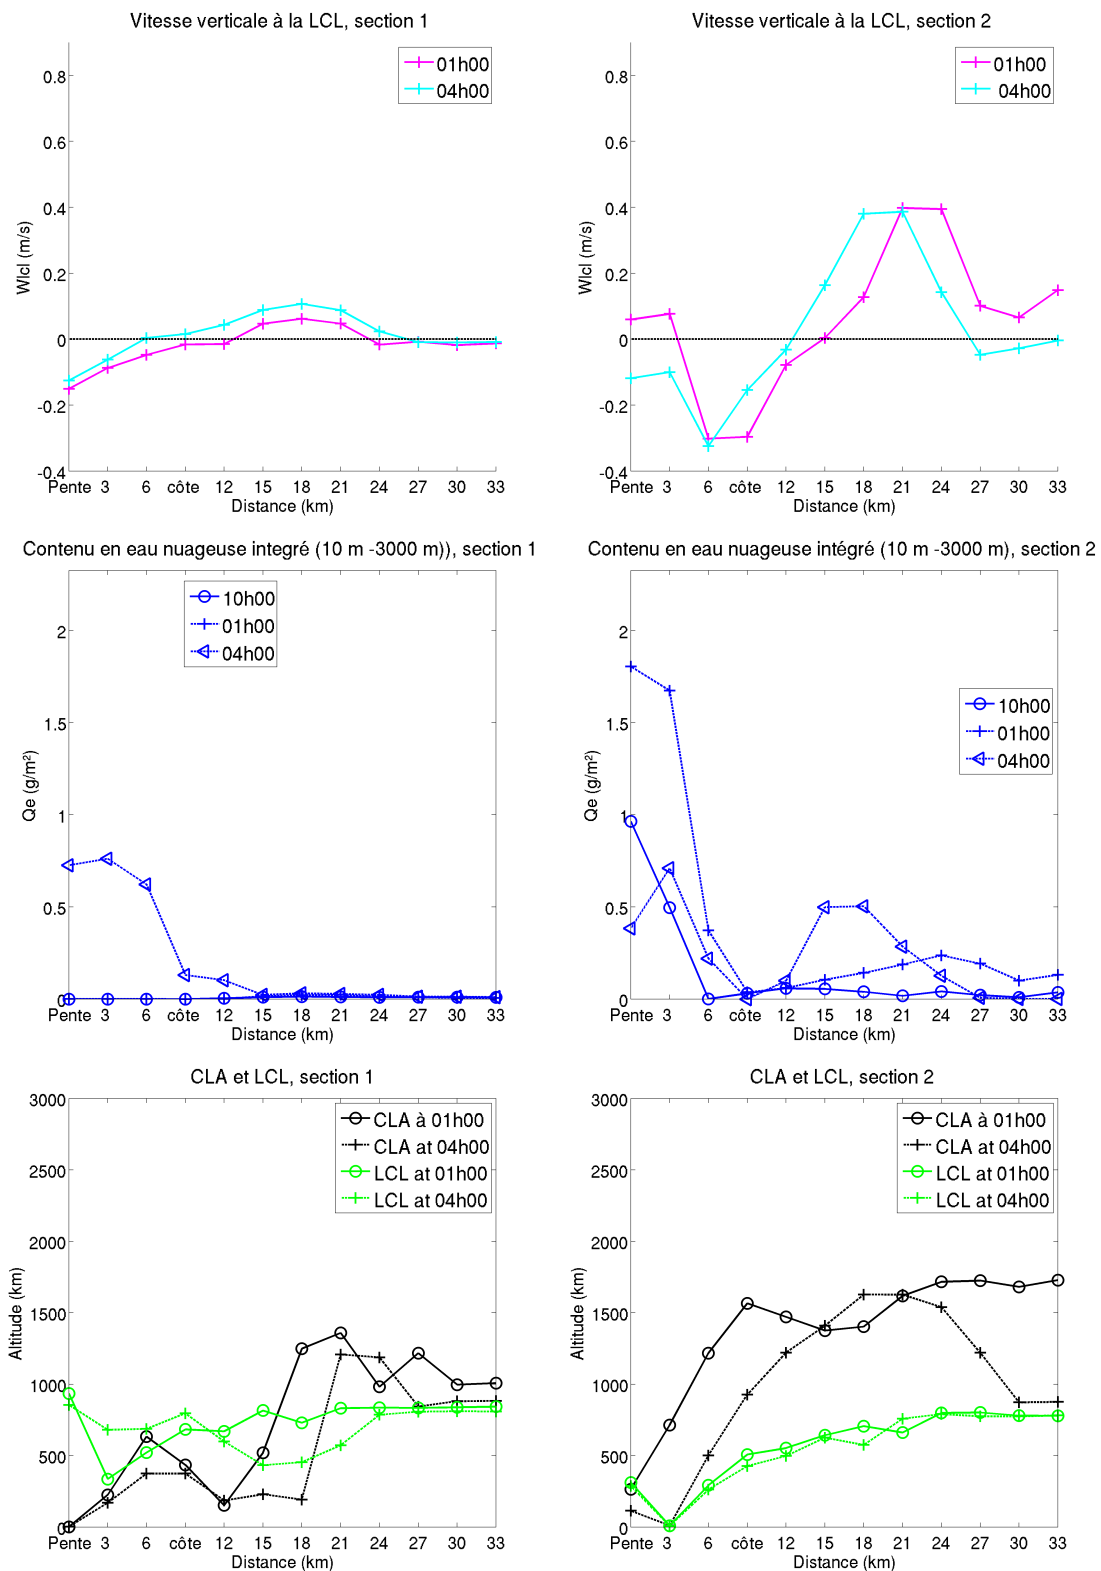 Vitesse verticale à la LCL, section 1
Wlcl (m/s)
0.8
0.6
0.4
0.2
0
-0.2
-0.4
01h00
04h00
Pente 3 6 côte 12 15 18 21 24 27 30 33
Distance (km)
Vitesse verticale à la LCL, section 2
Wlcl (m/s)
0.8
0.6
0.4
0.2
0
-0.2
-0.4
01h00
04h00
Pente 3 6 côte 12 15 18 21 24 27 30 33
Distance (km)
Contenu en eau nuageuse integré (10 m -3000 m)), section 1
Qe (g/m²)
2
1.5
1
0.5
0
10h00
01h00
04h00
Pente 3 6 côte 12 15 18 21 24 27 30 33
Distance (km)
Contenu en eau nuageuse intégré (10 m -3000 m), section 2
Qe (g/m²)
2
1.5
1
0.5
0
10h00
01h00
04h00
Pente 3 6 côte 12 15 18 21 24 27 30 33
Distance (km)
CLA et LCL, section 1
Altitude (km)
3000
2500
2000
1500
1000
500
0
CLA à 01h00
CLA at 04h00
LCL at 01h00
LCL at 04h00
Pente 3 6 côte 12 15 18 21 24 27 30 33
Distance (km)
CLA et LCL, section 2
Altitude (km)
3000
2500
2000
1500
1000
500
0
CLA à 01h00
CLA at 04h00
LCL at 01h00
LCL at 04h00
Pente 3 6 côte 12 15 18 21 24 27 30 33
Distance (km)